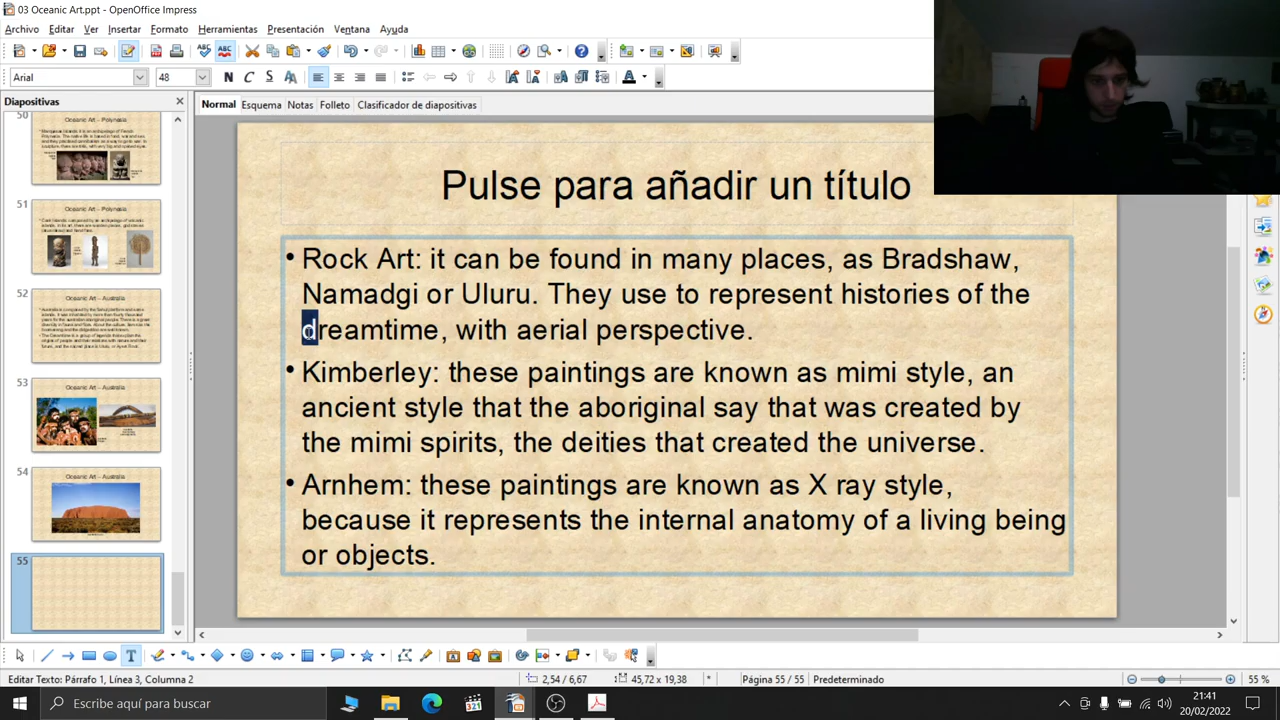 03 Oceanic Art.ppt - OpenOffice Impress
Archivo Editar Ver Insertar Formato Herramientas Presentación Ventana Ayuda
Arial 48 N C S
Diapositivas
Normal Esquema Notas Folleto Clasificador de diapositivas
50
Oceanic Art – Polynesia
51
Oceanic Art – Polynesia
52
Oceanic Art – Australia
53
Oceanic Art – Australia
54
Oceanic Art – Australia
55
Pulse para añadir un título
• Rock Art: it can be found in many places, as Bradshaw,
Namadgi or Uluru. They use to represent histories of the
dreamtime, with aerial perspective.
• Kimberley: these paintings are known as mimi style, an
ancient style that the aboriginal say that was created by
the mimi spirits, the deities that created the universe.
• Arnhem: these paintings are known as X ray style,
because it represents the internal anatomy of a living being
or objects.
Editar Texto: Párrafo 1, Línea 3, Columna 2 2,54 / 6,67 45,72 x 19,38 * Página 55 / 55 Predeterminado 55 %
Escribe aquí para buscar
21:41
20/02/2022